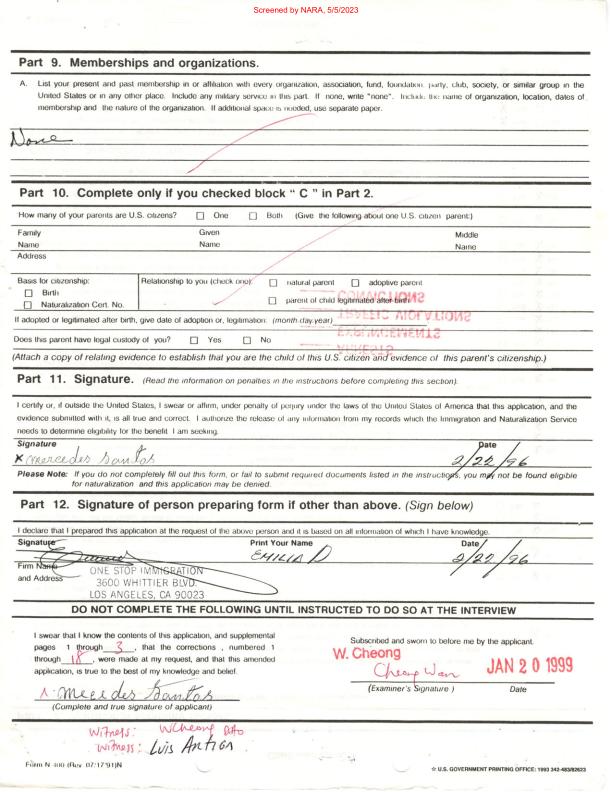 Screened by NARA, 5/5/2023
Part 9. Memberships and organizations.
A. List your present and past membership in or affiliation with every organization, association, fund, foundation, party, club, society, or similar group in the
United States or in any other place. Include any military service in this part. If none, write "none". Include the name of organization, location, dates of
membership and the nature of the organization. If additional space is needed, use separate paper.
None
Part 10. Complete only if you checked block " C " in Part 2.
How many of your parents are U.S. citizens? One Both (Give the following about one U.S. citizen parent:)
Family Given Middle
Name Name Name
Address
Basis for citizenship: Relationship to you (check one): natural parent adoptive parent
Birth
Naturalization Cert. No. parent of child legitimated after birth
CONVICTIONS
If adopted or legitimated after birth, give date of adoption or, legitimation: (month day year)
TRAFFIC VIOLATIONS
Does this parent have legal custody of you? Yes No
ARRESTS
(Attach a copy of relating evidence to establish that you are the child of this U.S. citizen and evidence of this parent's citizenship.)
Part 11. Signature. (Read the information on penalties in the instructions before completing this section).
I certify or, if outside the United States, I swear or affirm, under penalty of perjury under the laws of the United States of America that this application, and the
evidence submitted with it, is all true and correct. I authorize the release of any information from my records which the Immigration and Naturalization Service
needs to determine eligibility for the benefit I am seeking.
Signature Date
x mercedes Santos 2/22/96
Please Note: If you do not completely fill out this form, or fail to submit required documents listed in the instructions, you may not be found eligible
for naturalization and this application may be denied.
Part 12. Signature of person preparing form if other than above. (Sign below)
I declare that I prepared this application at the request of the above person and it is based on all information of which I have knowledge.
Signature Print Your Name Date
EMILIA D 2/22/96
Firm Name
and Address
ONE STOP IMMIGRATION
3600 WHITTIER BLVD.
LOS ANGELES, CA 90023
DO NOT COMPLETE THE FOLLOWING UNTIL INSTRUCTED TO DO SO AT THE INTERVIEW
I swear that I know the contents of this application, and supplemental
pages 1 through 3, that the corrections , numbered 1
through 18, were made at my request, and that this amended
application, is true to the best of my knowledge and belief.
mecedes Santos
(Complete and true signature of applicant)
Subscribed and sworn to before me by the applicant.
W. Cheong
Cheong Wan JAN 20 1999
(Examiner's Signature ) Date
Witness: WCheong
Witness: Luis Antiga
Form N-400 (Rev. 07/17/91)N
☆ U.S. GOVERNMENT PRINTING OFFICE: 1993 342-483/82623